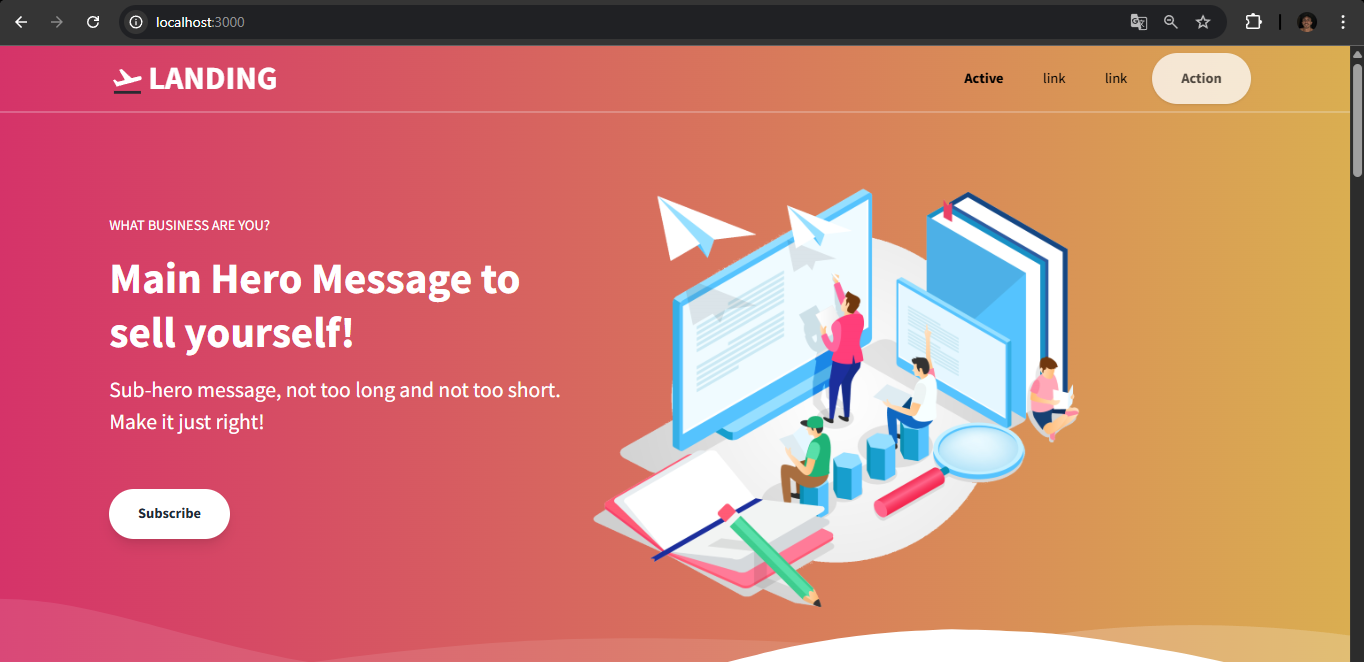 localhost:3000
LANDING
Active link link Action
WHAT BUSINESS ARE YOU?
Main Hero Message to
sell yourself!
Sub-hero message, not too long and not too short.
Make it just right!
Subscribe